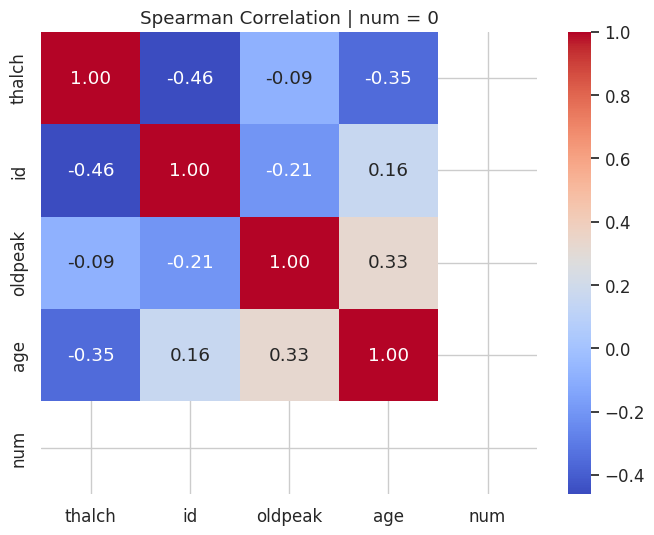 Spearman Correlation | num = 0
thalch 1.00 -0.46 -0.09 -0.35
id -0.46 1.00 -0.21 0.16
oldpeak -0.09 -0.21 1.00 0.33
age -0.35 0.16 0.33 1.00
num
thalch id oldpeak age num
1.0
0.8
0.6
0.4
0.2
0.0
−0.2
−0.4